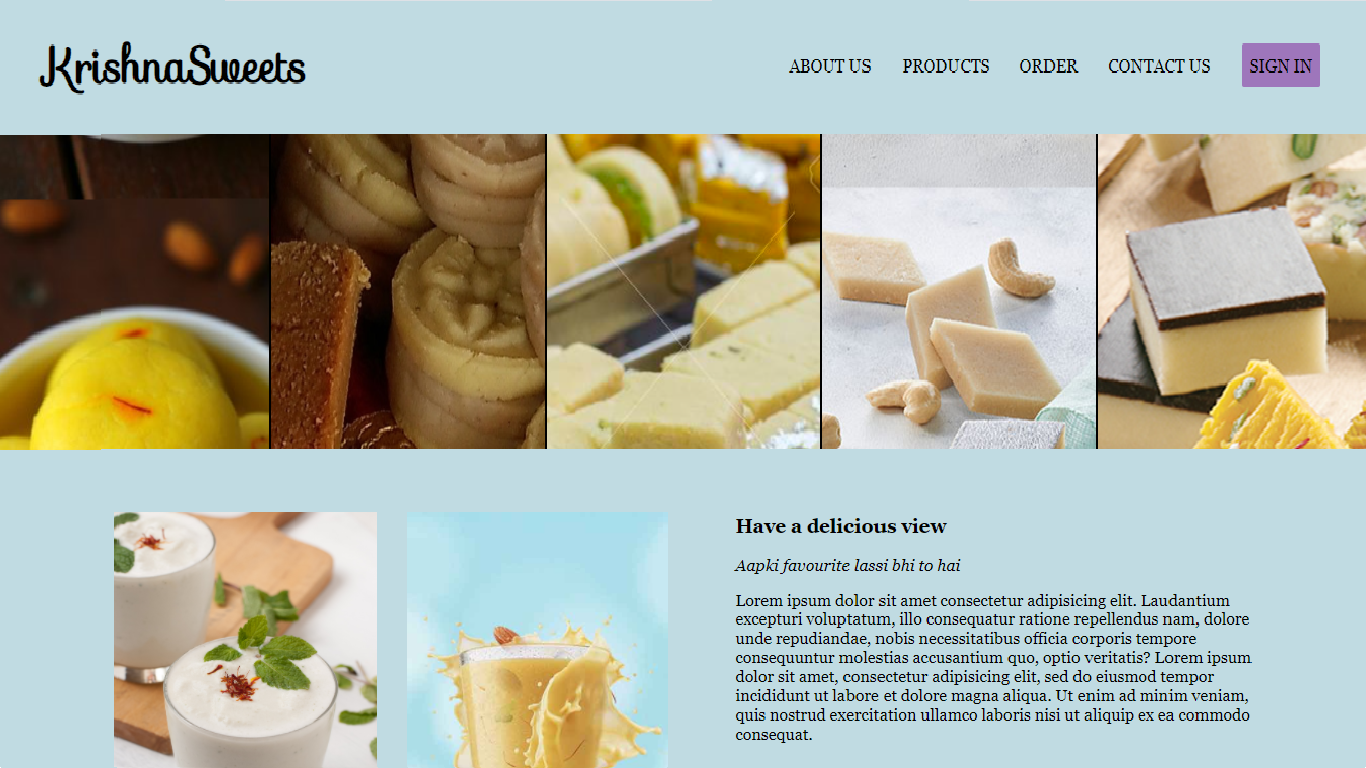 KrishnaSweets
ABOUT US
PRODUCTS
ORDER
CONTACT US
SIGN IN
Have a delicious view
Aapki favourite lassi bhi to hai
Lorem ipsum dolor sit amet consectetur adipisicing elit. Laudantium
excepturi voluptatum, illo consequatur ratione repellendus nam, dolore
unde repudiandae, nobis necessitatibus officia corporis tempore
consequuntur molestias accusantium quo, optio veritatis? Lorem ipsum
dolor sit amet, consectetur adipisicing elit, sed do eiusmod tempor
incididunt ut labore et dolore magna aliqua. Ut enim ad minim veniam,
quis nostrud exercitation ullamco laboris nisi ut aliquip ex ea commodo
consequat.